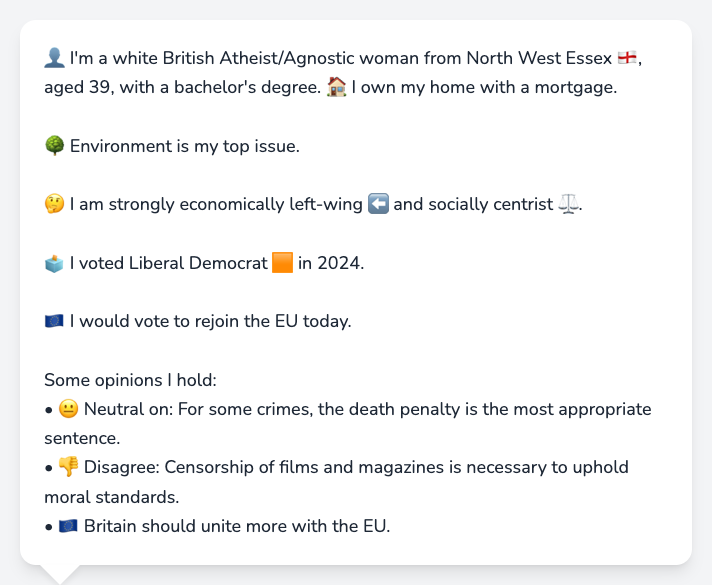 👤 I'm a white British Atheist/Agnostic woman from North West Essex 🏴󠁧󠁢󠁥󠁮󠁧󠁿,
aged 39, with a bachelor's degree. 🏠 I own my home with a mortgage.
🌳 Environment is my top issue.
🤔 I am strongly economically left-wing ⬅️ and socially centrist ⚖️.
🗳️ I voted Liberal Democrat 🟧 in 2024.
🇪🇺 I would vote to rejoin the EU today.
Some opinions I hold:
• 😐 Neutral on: For some crimes, the death penalty is the most appropriate
sentence.
• 👎 Disagree: Censorship of films and magazines is necessary to uphold
moral standards.
• 🇪🇺 Britain should unite more with the EU.